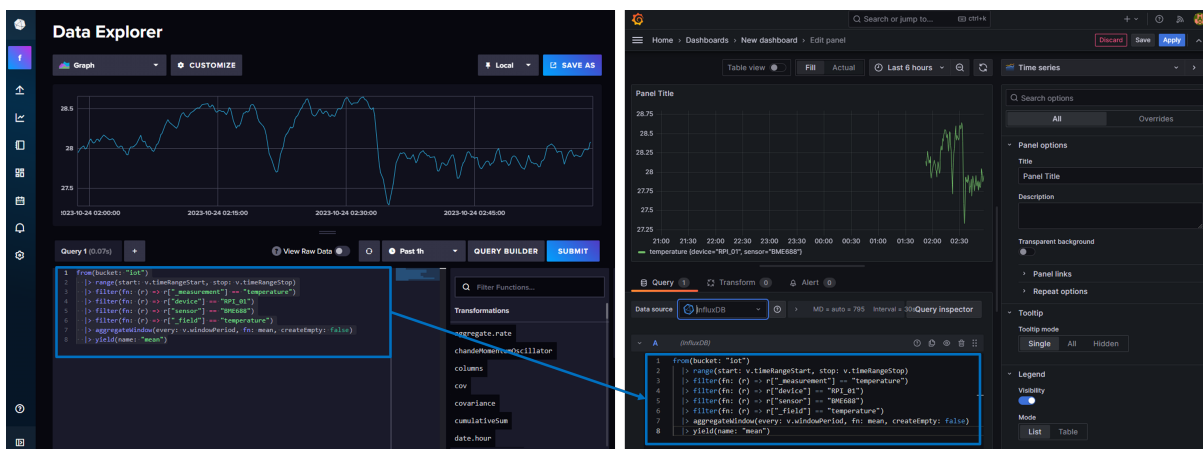 Data Explorer
f
Graph
CUSTOMIZE
Local
SAVE AS
28.5
28
27.5
2023-10-24 02:00:00
2023-10-24 02:15:00
2023-10-24 02:30:00
2023-10-24 02:45:00
Query 1 (0.07s)
+
View Raw Data
Past 1h
QUERY BUILDER
SUBMIT
1 from(bucket: "iot")
2 |> range(start: v.timeRangeStart, stop: v.timeRangeStop)
3 |> filter(fn: (r) => r["_measurement"] == "temperature")
4 |> filter(fn: (r) => r["device"] == "RPI_01")
5 |> filter(fn: (r) => r["sensor"] == "BME688")
6 |> filter(fn: (r) => r["_field"] == "temperature")
7 |> aggregateWindow(every: v.windowPeriod, fn: mean, createEmpty: false)
8 |> yield(name: "mean")
Filter Functions...
Transformations
aggregate.rate
chandeMomentumOscillator
columns
cov
covariance
cumulativeSum
date.hour
Search or jump to...
ctrl+k
Home › Dashboards › New dashboard › Edit panel
Discard
Save
Apply
Table view
Fill
Actual
Last 6 hours
Time series
Panel Title
28.75
28.5
28.25
28
27.75
27.5
27.25
21:00 21:30 22:00 22:30 23:00 23:30 00:00 00:30 01:00 01:30 02:00 02:30
temperature {device="RPI_01", sensor="BME688"}
Query 1
Transform 0
Alert 0
Data source
InfluxDB
MD = auto = 795
Interval = 30s
Query inspector
A
(InfluxDB)
1 from(bucket: "iot")
2 |> range(start: v.timeRangeStart, stop: v.timeRangeStop)
3 |> filter(fn: (r) => r["_measurement"] == "temperature")
4 |> filter(fn: (r) => r["device"] == "RPI_01")
5 |> filter(fn: (r) => r["sensor"] == "BME688")
6 |> filter(fn: (r) => r["_field"] == "temperature")
7 |> aggregateWindow(every: v.windowPeriod, fn: mean, createEmpty: false)
8 |> yield(name: "mean")
Search options
All
Overrides
Panel options
Title
Panel Title
Description
Transparent background
Panel links
Repeat options
Tooltip
Tooltip mode
Single
All
Hidden
Legend
Visibility
Mode
List
Table